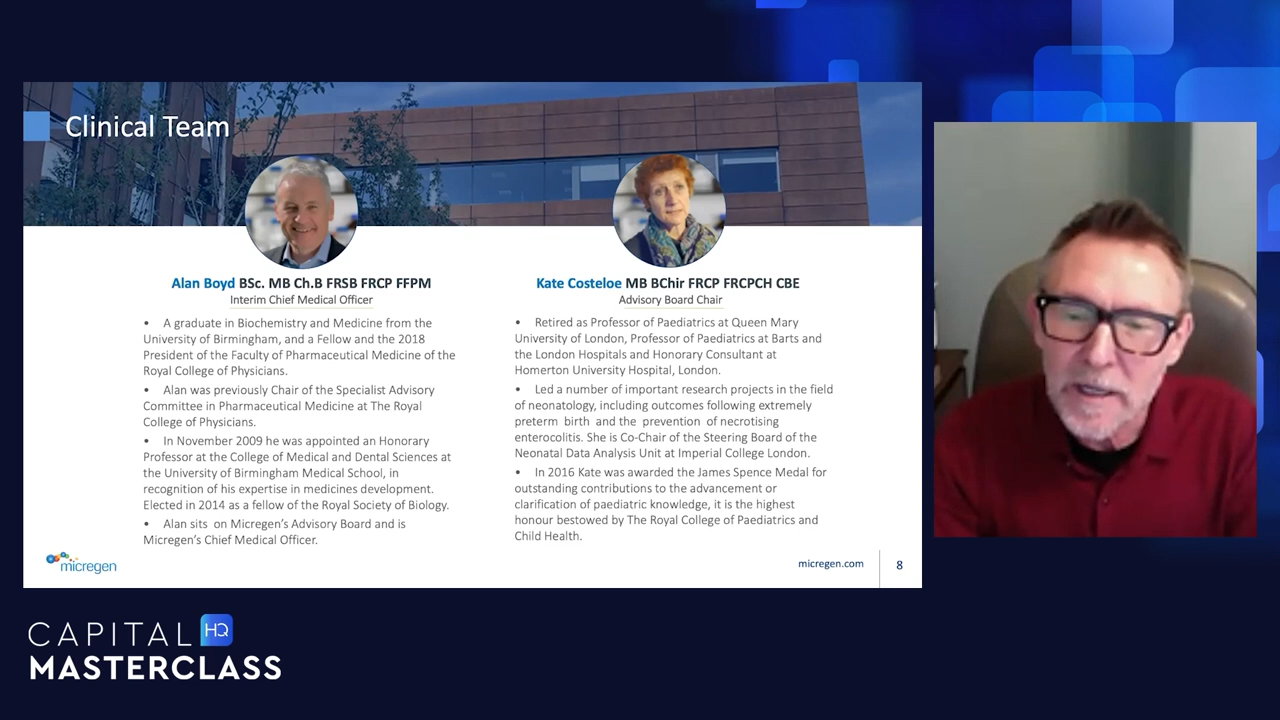 Clinical Team
Alan Boyd BSc. MB Ch.B FRSB FRCP FFPM
Interim Chief Medical Officer
• A graduate in Biochemistry and Medicine from the
University of Birmingham, and a Fellow and the 2018
President of the Faculty of Pharmaceutical Medicine of the
Royal College of Physicians.
• Alan was previously Chair of the Specialist Advisory
Committee in Pharmaceutical Medicine at The Royal
College of Physicians.
• In November 2009 he was appointed an Honorary
Professor at the College of Medical and Dental Sciences at
the University of Birmingham Medical School, in
recognition of his expertise in medicines development.
Elected in 2014 as a fellow of the Royal Society of Biology.
• Alan sits on Micregen's Advisory Board and is
Micregen's Chief Medical Officer.
Kate Costeloe MB BChir FRCP FRCPCH CBE
Advisory Board Chair
• Retired as Professor of Paediatrics at Queen Mary
University of London, Professor of Paediatrics at Barts and
the London Hospitals and Honorary Consultant at
Homerton University Hospital, London.
• Led a number of important research projects in the field
of neonatology, including outcomes following extremely
preterm birth and the prevention of necrotising
enterocolitis. She is Co-Chair of the Steering Board of the
Neonatal Data Analysis Unit at Imperial College London.
• In 2016 Kate was awarded the James Spence Medal for
outstanding contributions to the advancement or
clarification of paediatric knowledge, it is the highest
honour bestowed by The Royal College of Paediatrics and
Child Health.
micregen
micregen.com
8
CAPITAL HQ
MASTERCLASS